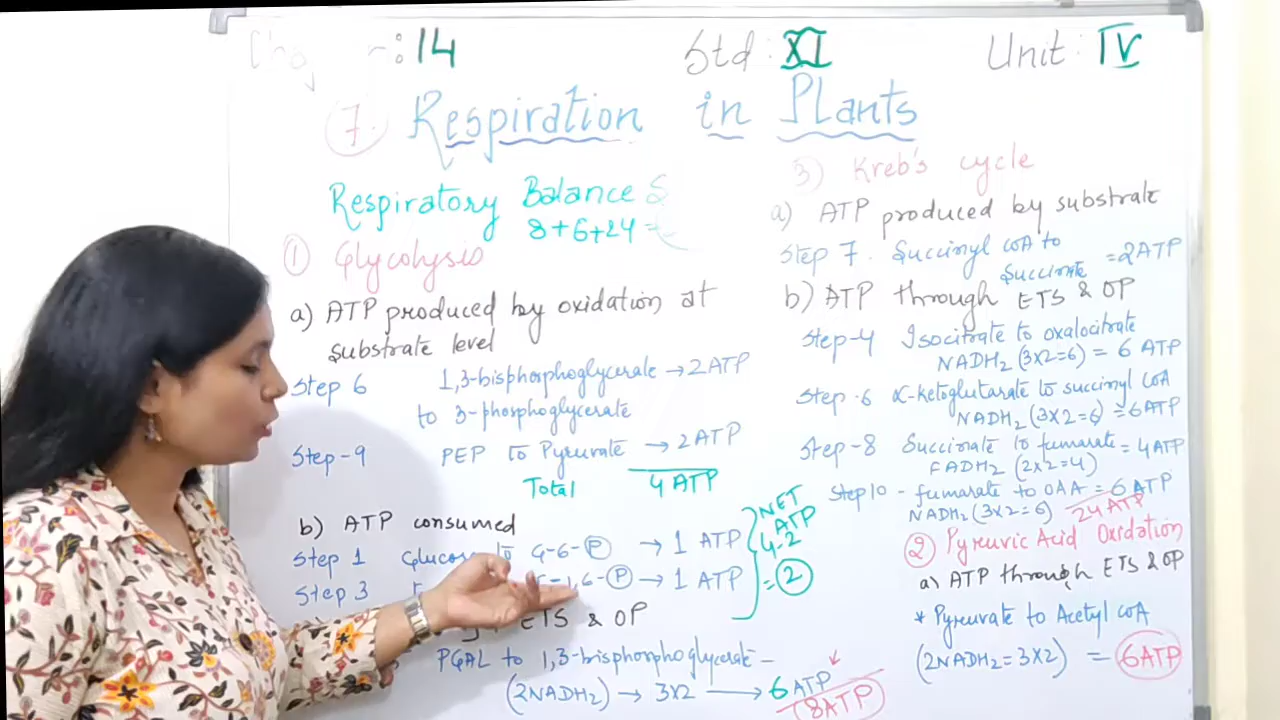 : 14 Std : XI Unit : IV
7. Respiration in Plants
Respiratory Balance S
8+6+24 =
① Glycolysis
a) ATP produced by oxidation at
substrate level
Step 6 1,3-bisphosphoglycerate → 2ATP
to 3-phosphoglycerate
Step-9 PEP to Pyruvate → 2ATP
Total 4 ATP
b) ATP consumed
Step 1 Glucose to G-6-P → 1 ATP
Step 3 1,6-P → 1 ATP
NET
ATP
4-2
= 2
ETS & OP
PGAL to 1,3-bisphosphoglycerate –
(2NADH2) → 3x2 → 6 ATP
8ATP
3) Kreb's cycle
a) ATP produced by substrate
Step 7. Succinyl coA to
Succinate = 2ATP
b) ATP through ETS & OP
Step-4 Isocitrate to oxalocitrate
NADH2 (3x2=6) = 6 ATP
Step-6 α-ketoglutarate to succinyl CoA
NADH2 (3x2=6) = 6ATP
Step-8 Succinate to fumarate = 4ATP
FADH2 (2x2=4)
Step 10 - fumarate to OAA = 6 ATP
NADH2 (3x2=6) 24 ATP
② Pyruvic Acid Oxidation
a) ATP through ETS & OP
* Pyruvate to Acetyl coA
(2NADH2 = 3x2) = 6ATP